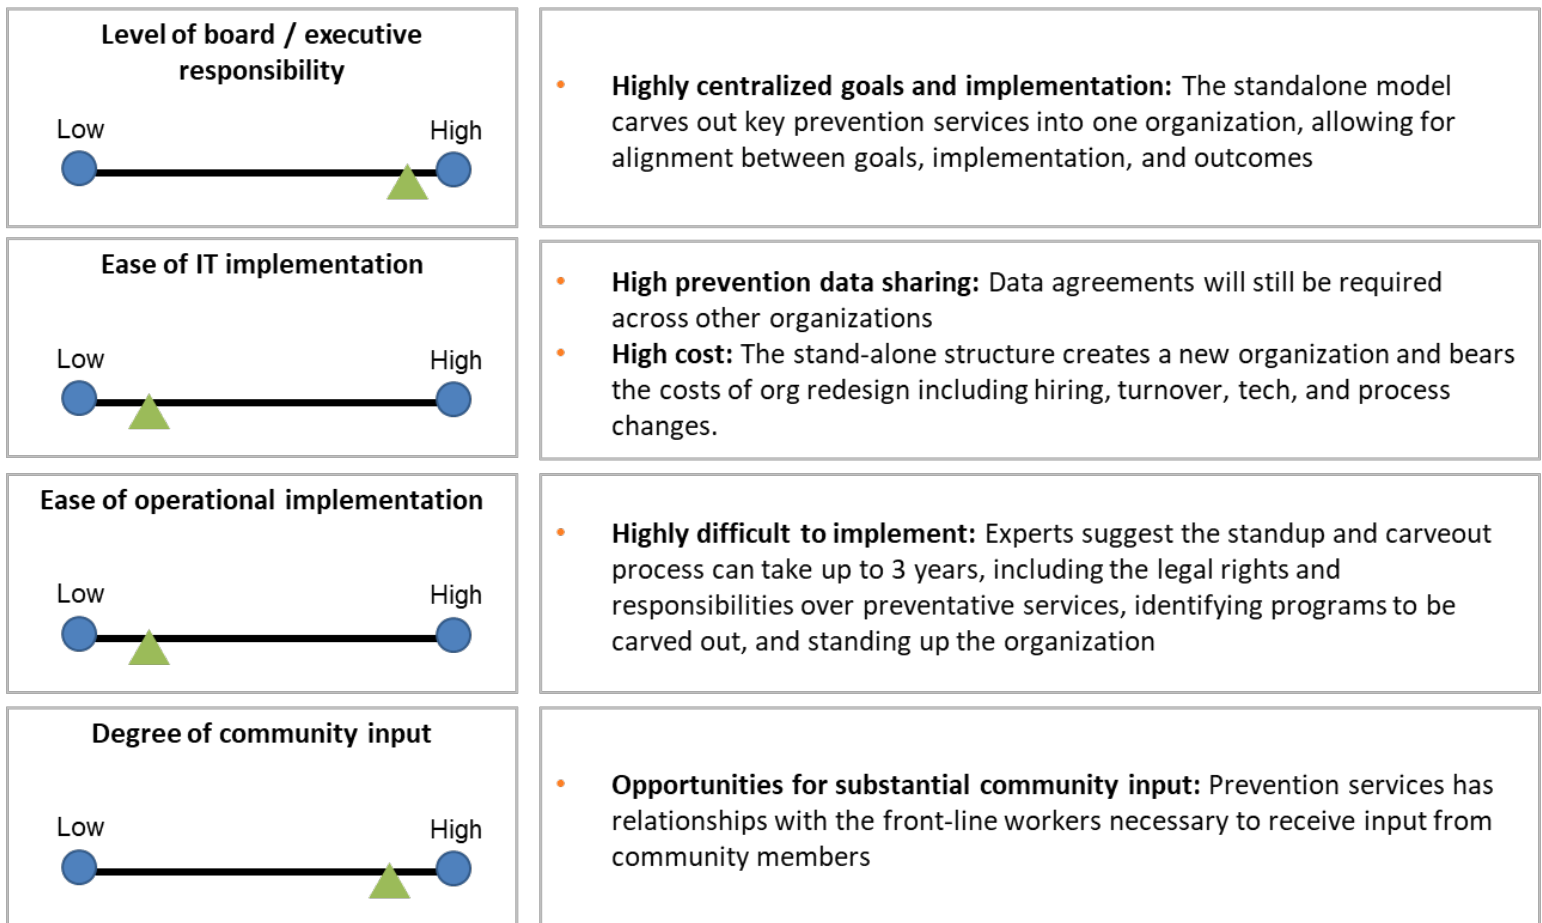 Level of board / executive
responsibility
Low
High
• Highly centralized goals and implementation: The standalone model
carves out key prevention services into one organization, allowing for
alignment between goals, implementation, and outcomes
Ease of IT implementation
Low
High
• High prevention data sharing: Data agreements will still be required
across other organizations
• High cost: The stand-alone structure creates a new organization and bears
the costs of org redesign including hiring, turnover, tech, and process
changes.
Ease of operational implementation
Low
High
• Highly difficult to implement: Experts suggest the standup and carveout
process can take up to 3 years, including the legal rights and
responsibilities over preventative services, identifying programs to be
carved out, and standing up the organization
Degree of community input
Low
High
• Opportunities for substantial community input: Prevention services has
relationships with the front-line workers necessary to receive input from
community members